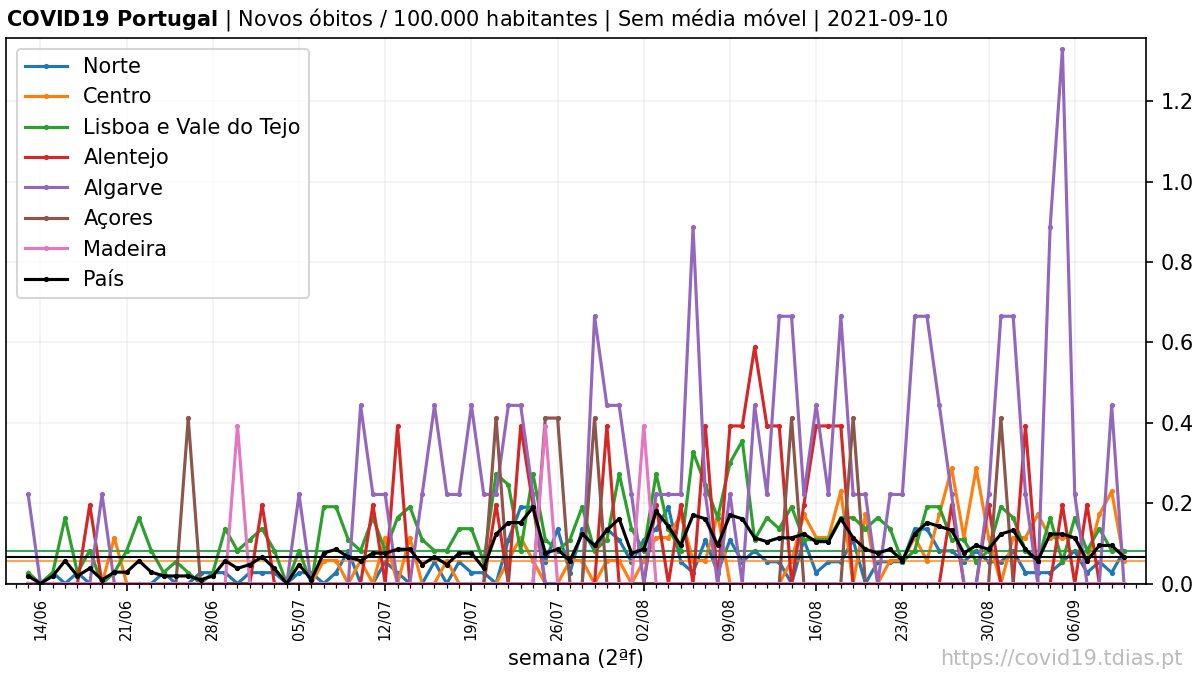 COVID19 Portugal | Novos óbitos / 100.000 habitantes | Sem média móvel | 2021-09-10
Norte
Centro
Lisboa e Vale do Tejo
Alentejo
Algarve
Açores
Madeira
País
1.2
1.0
0.8
0.6
0.4
0.2
0.0
14/06 21/06 28/06 05/07 12/07 19/07 26/07 02/08 09/08 16/08 23/08 30/08 06/09
semana (2ªf)
https://covid19.tdias.pt